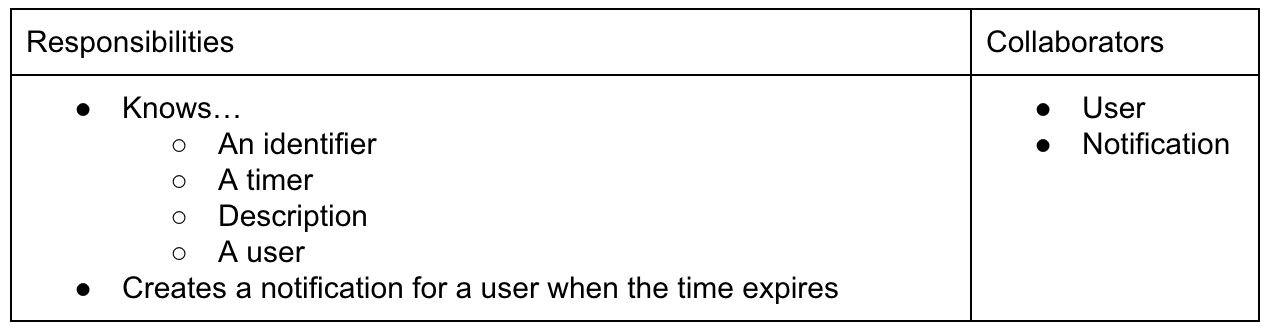 Responsibilities
Collaborators
● Knows…
○ An identifier
○ A timer
○ Description
○ A user
● Creates a notification for a user when the time expires
● User
● Notification